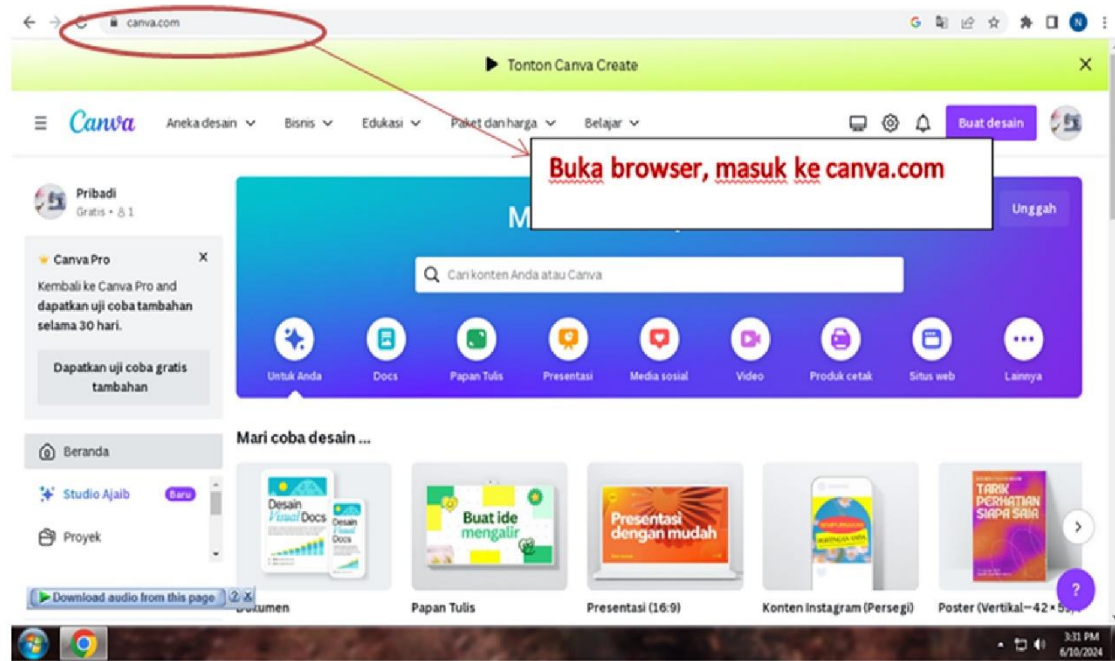 canva.com
Tonton Canva Create
Canva Aneka desain Bisnis Edukasi Paket dan harga Belajar Buat desain
Buka browser, masuk ke canva.com
Pribadi
Gratis • 1
Unggah
Canva Pro
Kembali ke Canva Pro and
dapatkan uji coba tambahan
selama 30 hari.
Dapatkan uji coba gratis
tambahan
Cari konten Anda atau Canva
Untuk Anda Docs Papan Tulis Presentasi Media sosial Video Produk cetak Situs web Lainnya
Beranda
Studio Ajaib Baru
Proyek
Mari coba desain ...
Desain
Visual Docs
Desain
Visual
Docs
Buat ide
mengalir
Presentasi
dengan mudah
TARIK
PERHATIAN
SIAPA SAJA
Dokumen Papan Tulis Presentasi (16:9) Konten Instagram (Persegi) Poster (Vertikal—42 ×
Download audio from this page ? X
3:31 PM
6/10/2024